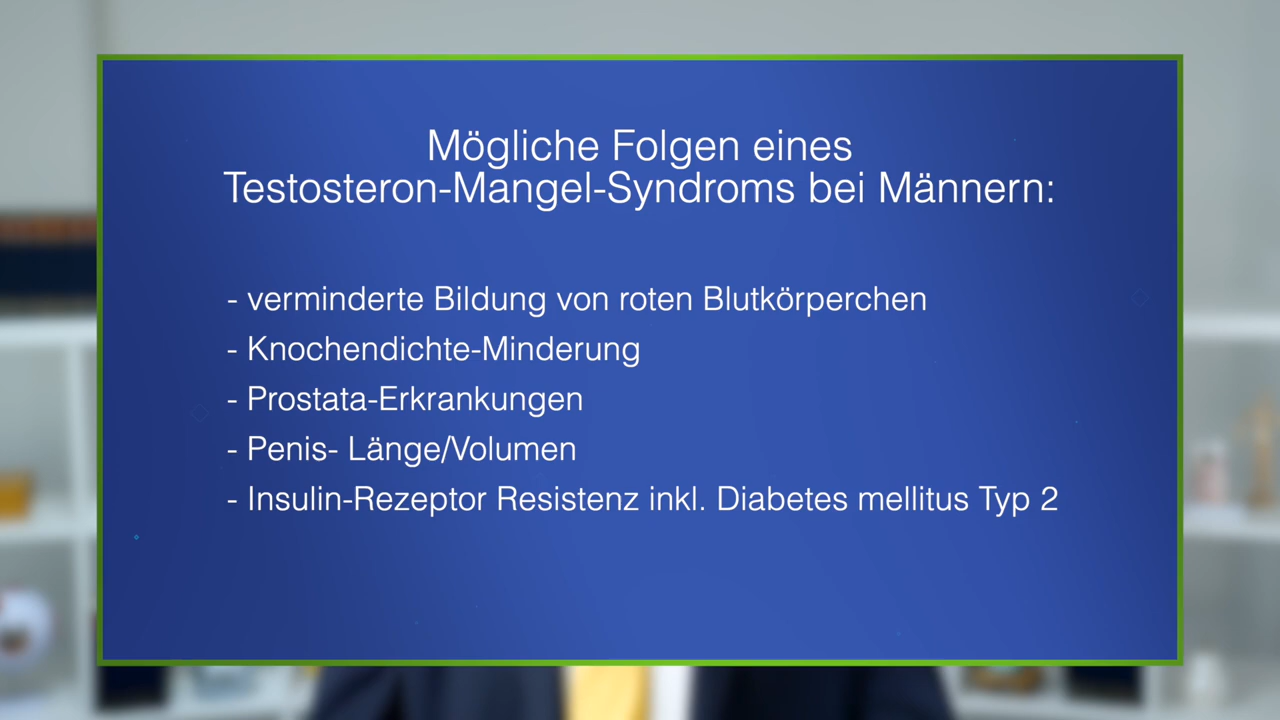 Mögliche Folgen eines
Testosteron-Mangel-Syndroms bei Männern:
- verminderte Bildung von roten Blutkörperchen
- Knochendichte-Minderung
- Prostata-Erkrankungen
- Penis- Länge/Volumen
- Insulin-Rezeptor Resistenz inkl. Diabetes mellitus Typ 2